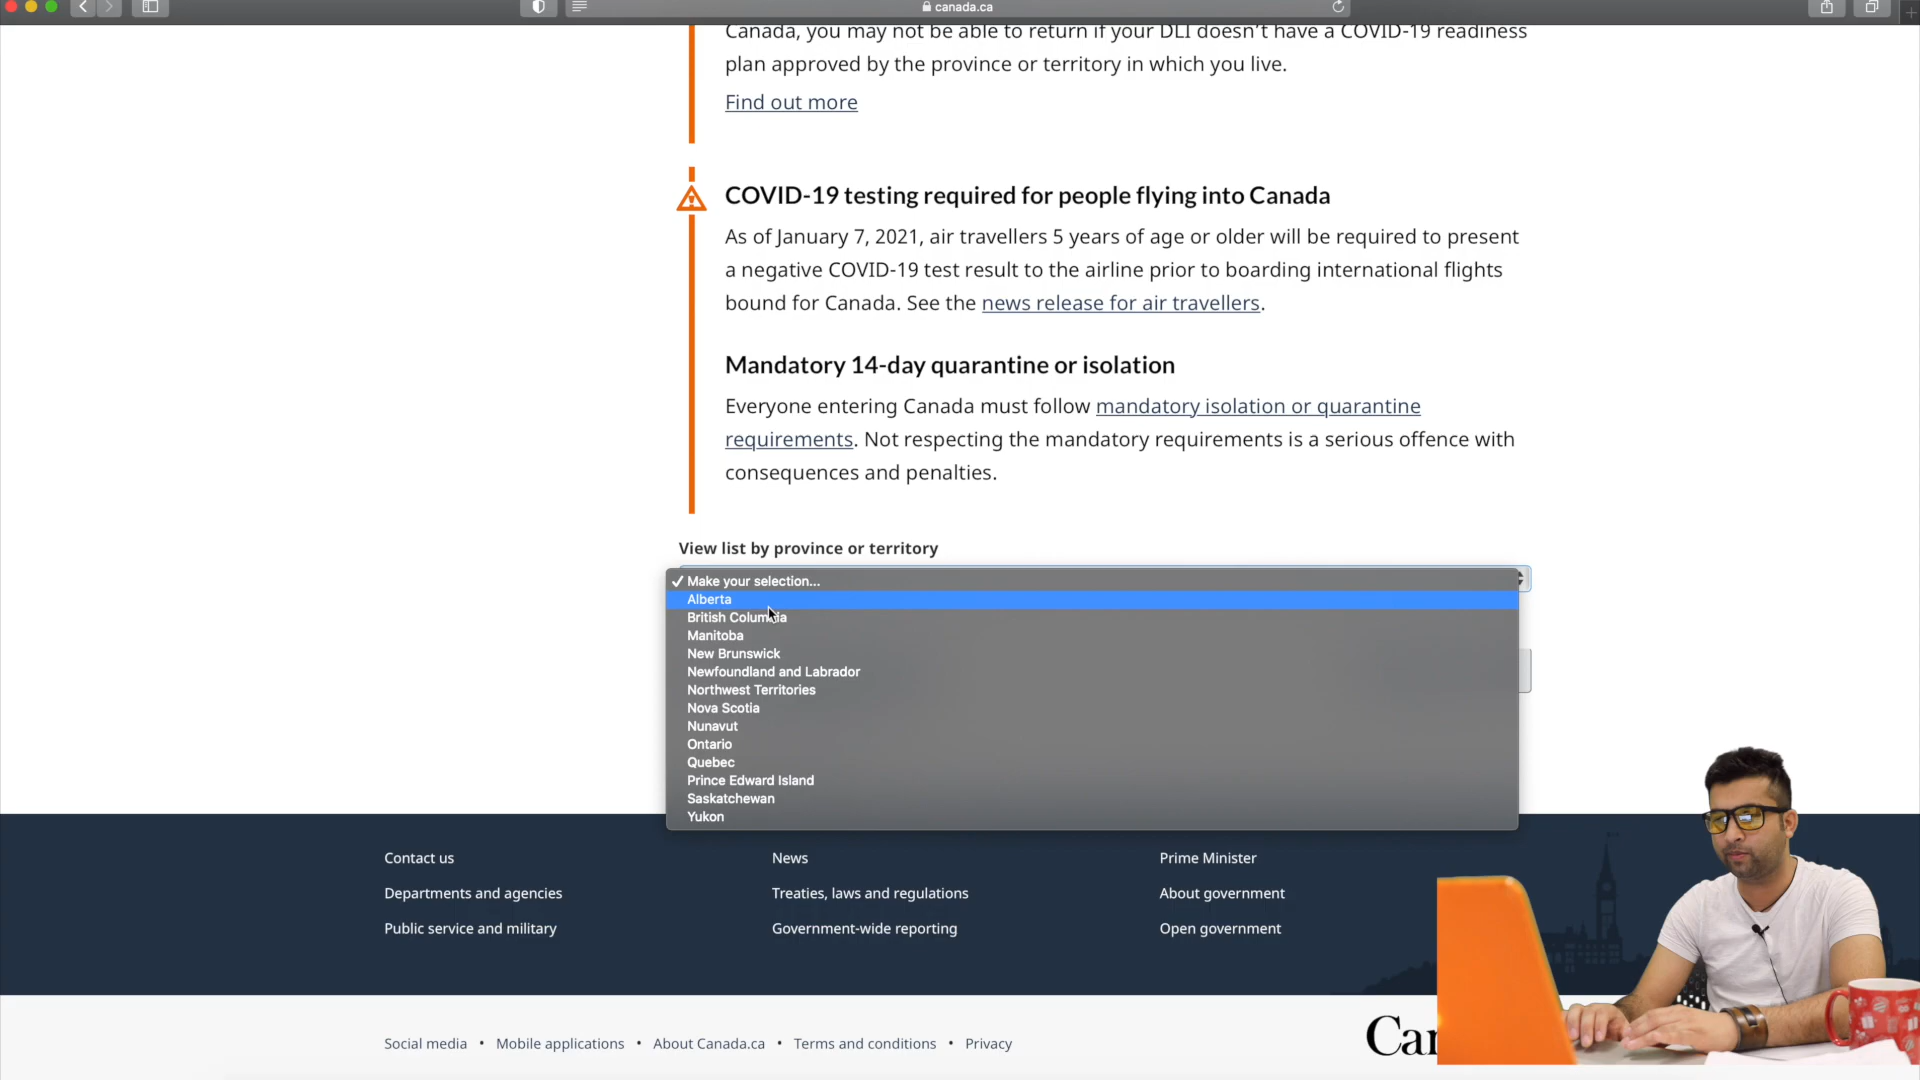 canada.ca
Canada, you may not be able to return if your DLI doesn't have a COVID-19 readiness
plan approved by the province or territory in which you live.
Find out more
COVID-19 testing required for people flying into Canada
As of January 7, 2021, air travellers 5 years of age or older will be required to present
a negative COVID-19 test result to the airline prior to boarding international flights
bound for Canada. See the news release for air travellers.
Mandatory 14-day quarantine or isolation
Everyone entering Canada must follow mandatory isolation or quarantine
requirements. Not respecting the mandatory requirements is a serious offence with
consequences and penalties.
View list by province or territory
✓ Make your selection...
Alberta
British Columbia
Manitoba
New Brunswick
Newfoundland and Labrador
Northwest Territories
Nova Scotia
Nunavut
Ontario
Quebec
Prince Edward Island
Saskatchewan
Yukon
Contact us
News
Prime Minister
Departments and agencies
Treaties, laws and regulations
About government
Public service and military
Government-wide reporting
Open government
Social media • Mobile applications • About Canada.ca • Terms and conditions • Privacy
Can